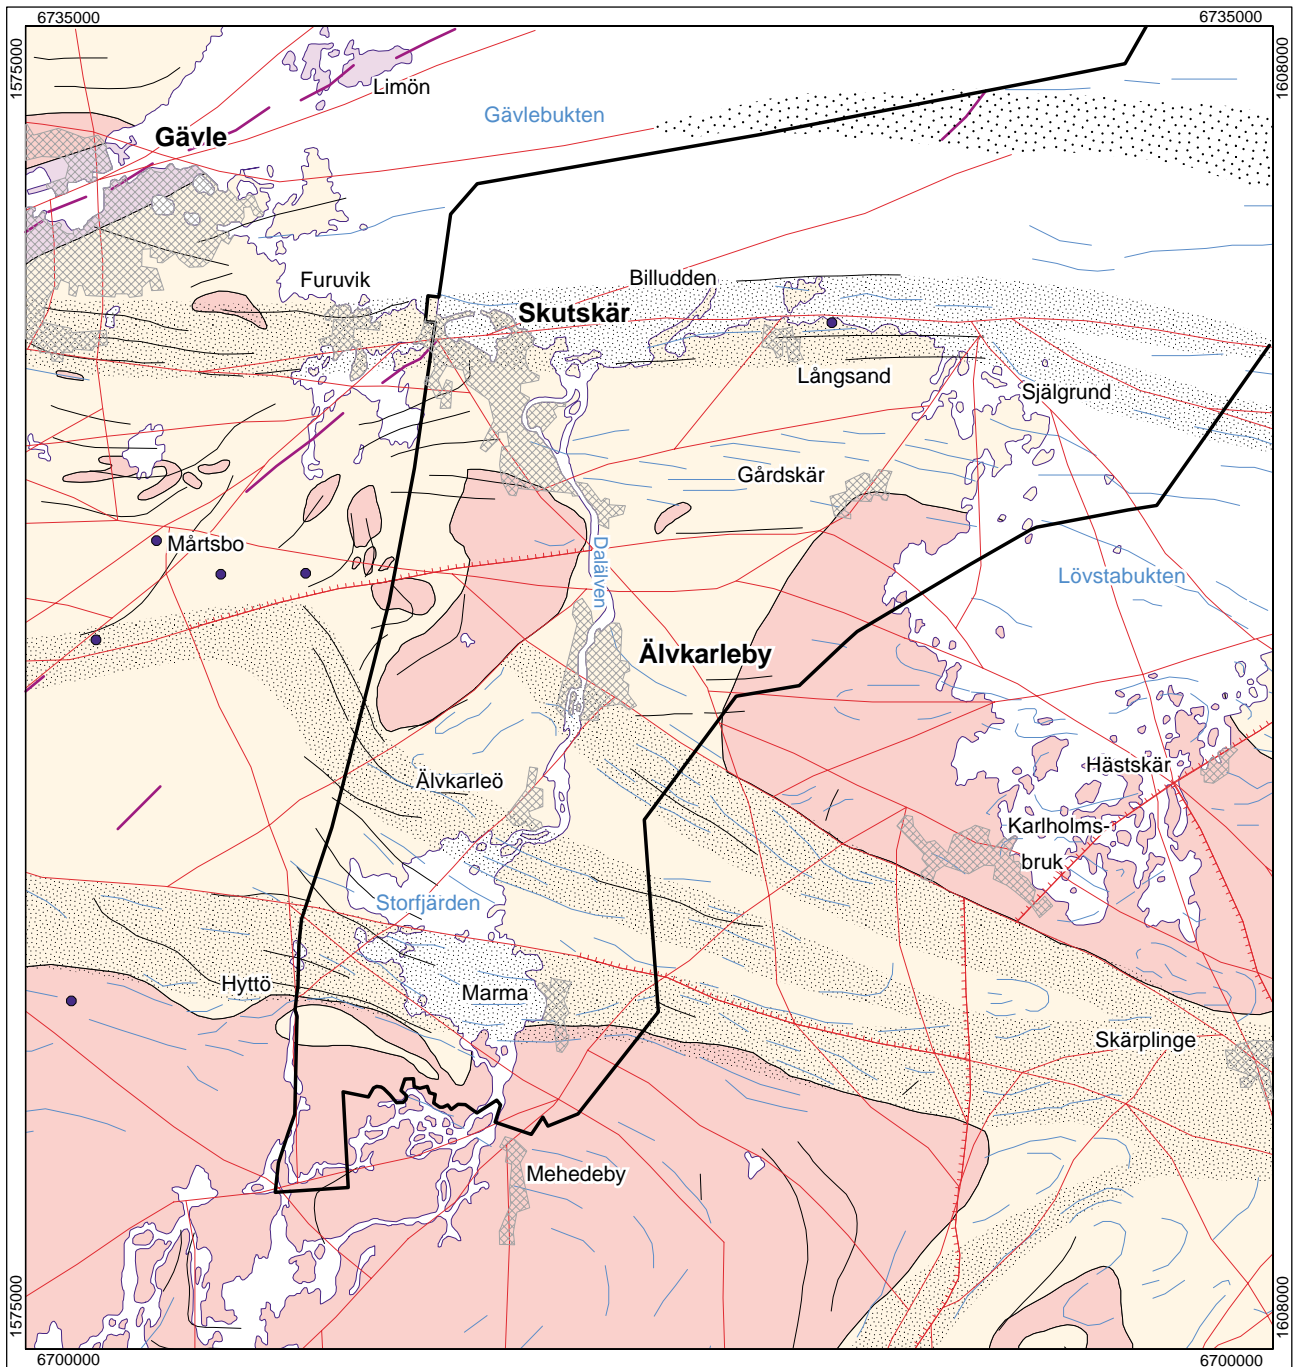 6735000
6735000
1575000
1608000
Limön
Gävlebukten
Gävle
Furuvik
Billudden
Skutskär
Långsand
Själgrund
Gårdskär
Mårtsbo
Dalälven
Lövstabukten
Älvkarleby
Hästskär
Älvkarleö
Karlholms-
bruk
Storfjärden
Hyttö
Marma
Skärplinge
Mehedeby
1575000
1608000
6700000
6700000